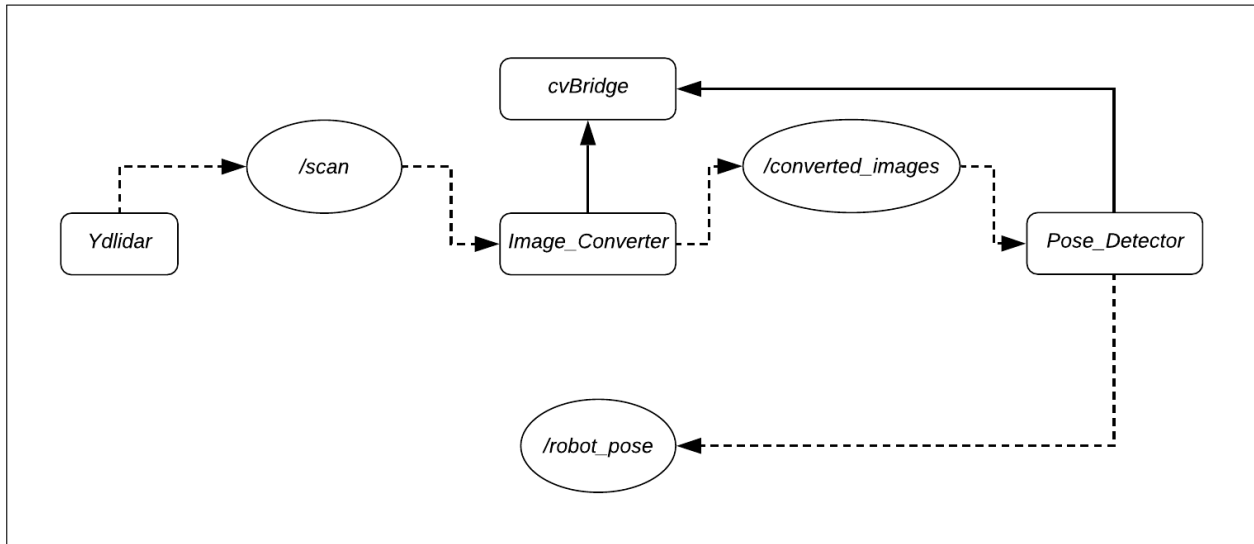 cvBridge
/scan
/converted_images
Ydlidar
Image_Converter
Pose_Detector
/robot_pose